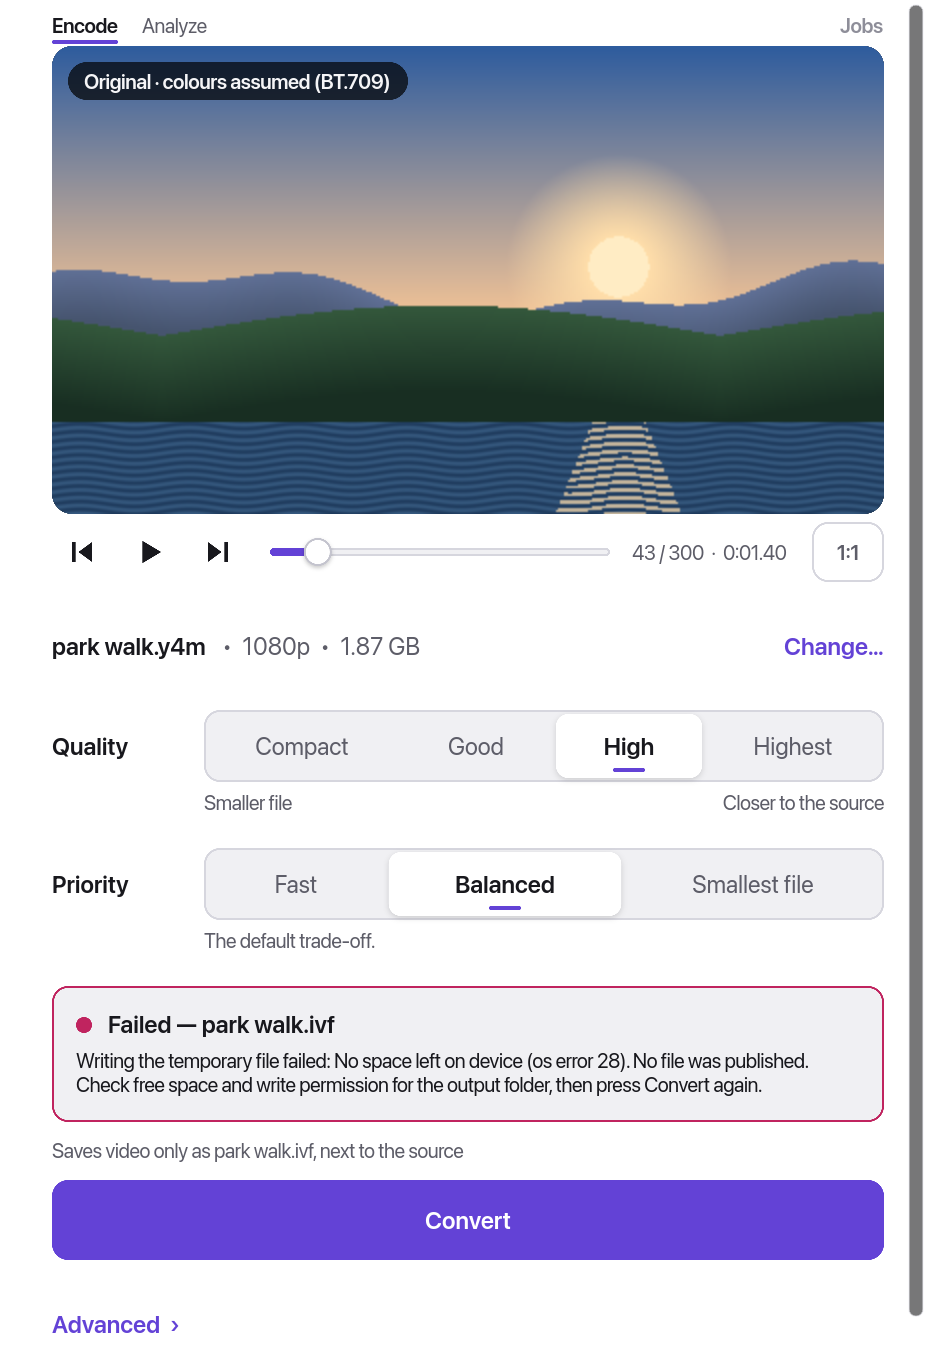 Encode Analyze Jobs
Original · colours assumed (BT.709)
43 / 300 · 0:01.40 1:1
park walk.y4m • 1080p • 1.87 GB Change...
Quality Compact Good High Highest
Smaller file Closer to the source
Priority Fast Balanced Smallest file
The default trade-off.
Failed — park walk.ivf
Writing the temporary file failed: No space left on device (os error 28). No file was published.
Check free space and write permission for the output folder, then press Convert again.
Saves video only as park walk.ivf, next to the source
Convert
Advanced ›